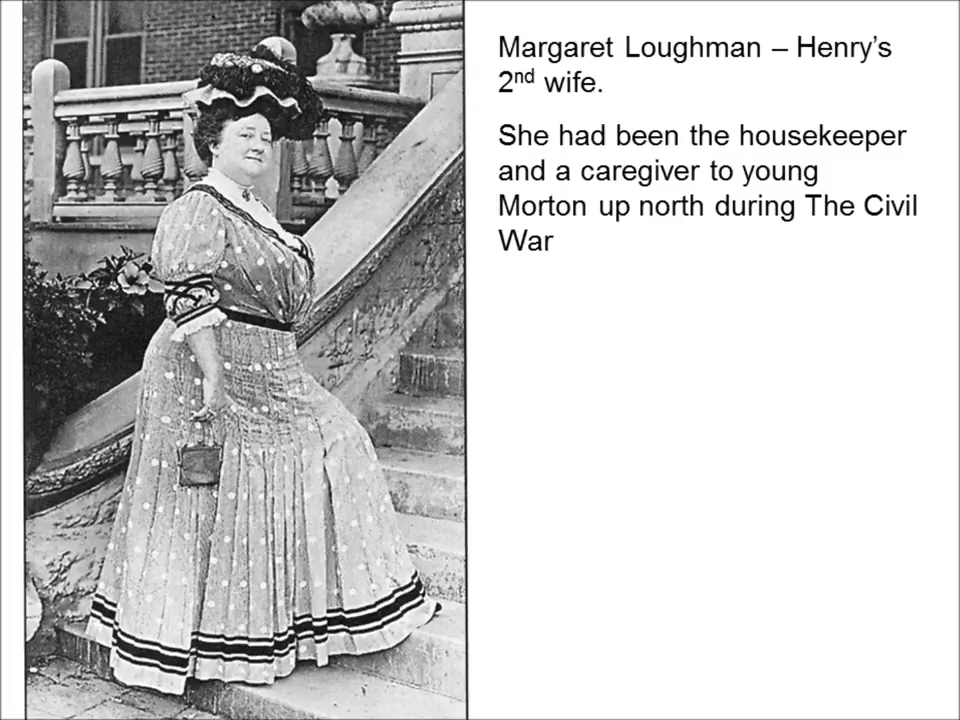 Margaret Loughman – Henry's
2nd wife.
She had been the housekeeper
and a caregiver to young
Morton up north during The Civil
War